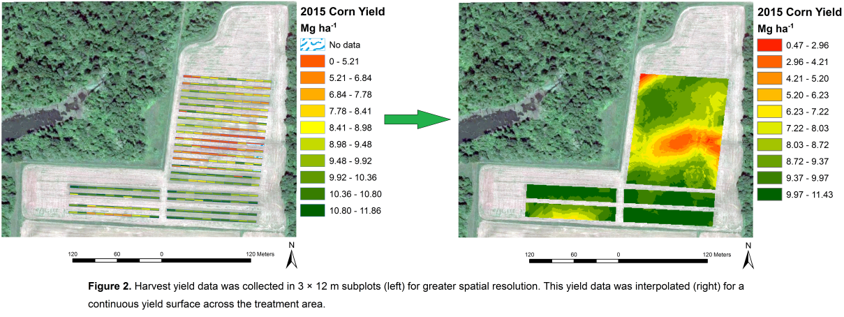 2015 Corn Yield
Mg ha⁻¹
No data
0 - 5.21
5.21 - 6.84
6.84 - 7.78
7.78 - 8.41
8.41 - 8.98
8.98 - 9.48
9.48 - 9.92
9.92 - 10.36
10.36 - 10.80
10.80 - 11.86
120 60 0 120 Meters
N
2015 Corn Yield
Mg ha⁻¹
0.47 - 2.96
2.96 - 4.21
4.21 - 5.20
5.20 - 6.23
6.23 - 7.22
7.22 - 8.03
8.03 - 8.72
8.72 - 9.37
9.37 - 9.97
9.97 - 11.43
120 60 0 120 Meters
N
Figure 2. Harvest yield data was collected in 3 × 12 m subplots (left) for greater spatial resolution. This yield data was interpolated (right) for a
continuous yield surface across the treatment area.